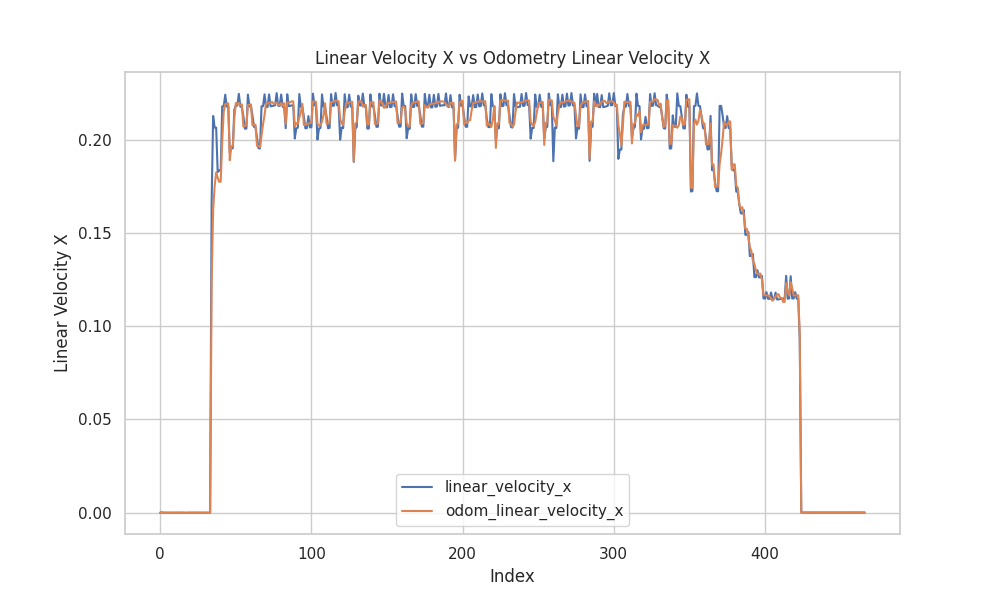 Linear Velocity X vs Odometry Linear Velocity X
Linear Velocity X
0.20
0.15
0.10
0.05
0.00
linear_velocity_x
odom_linear_velocity_x
0
100
200
300
400
Index